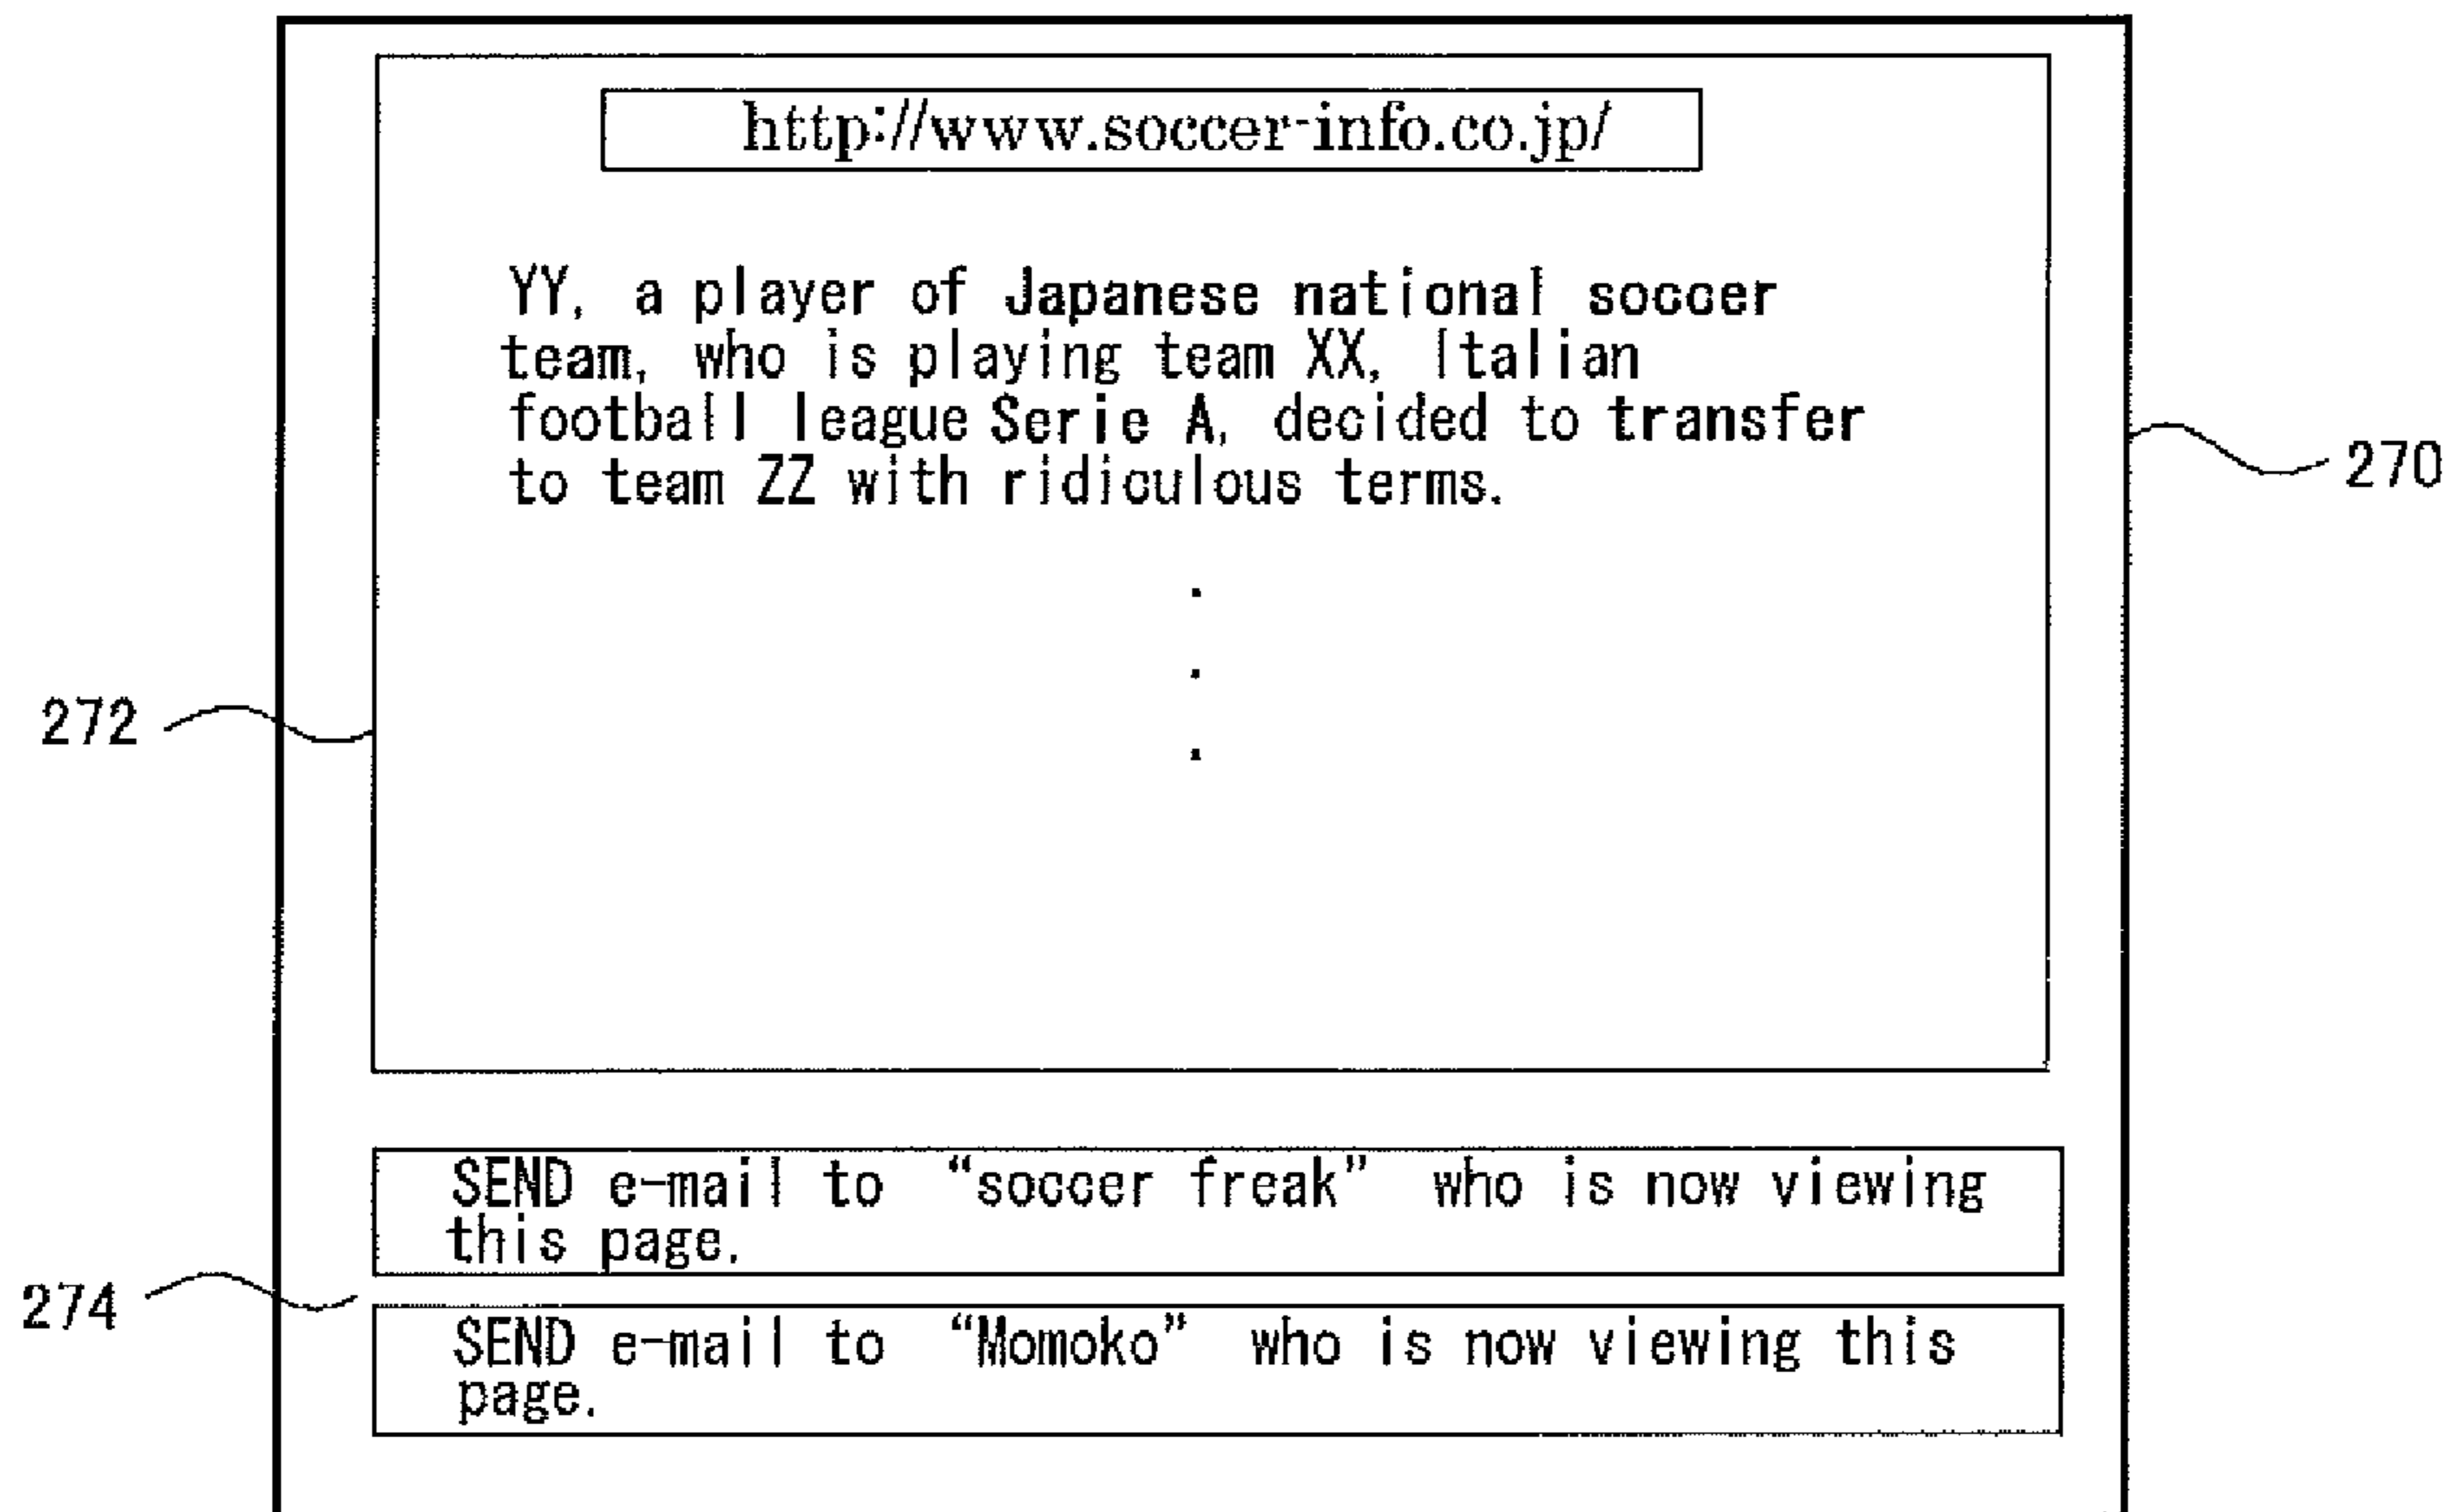 http://www.soccer-info.co.jp/
YY, a player of Japanese national soccer
team, who is playing team XX, Italian
football league Serie A, decided to transfer
to team ZZ with ridiculous terms.
270
272
SEND e-mail to “soccer freak” who is now viewing
this page.
274
SEND e-mail to “Momoko” who is now viewing this
page.